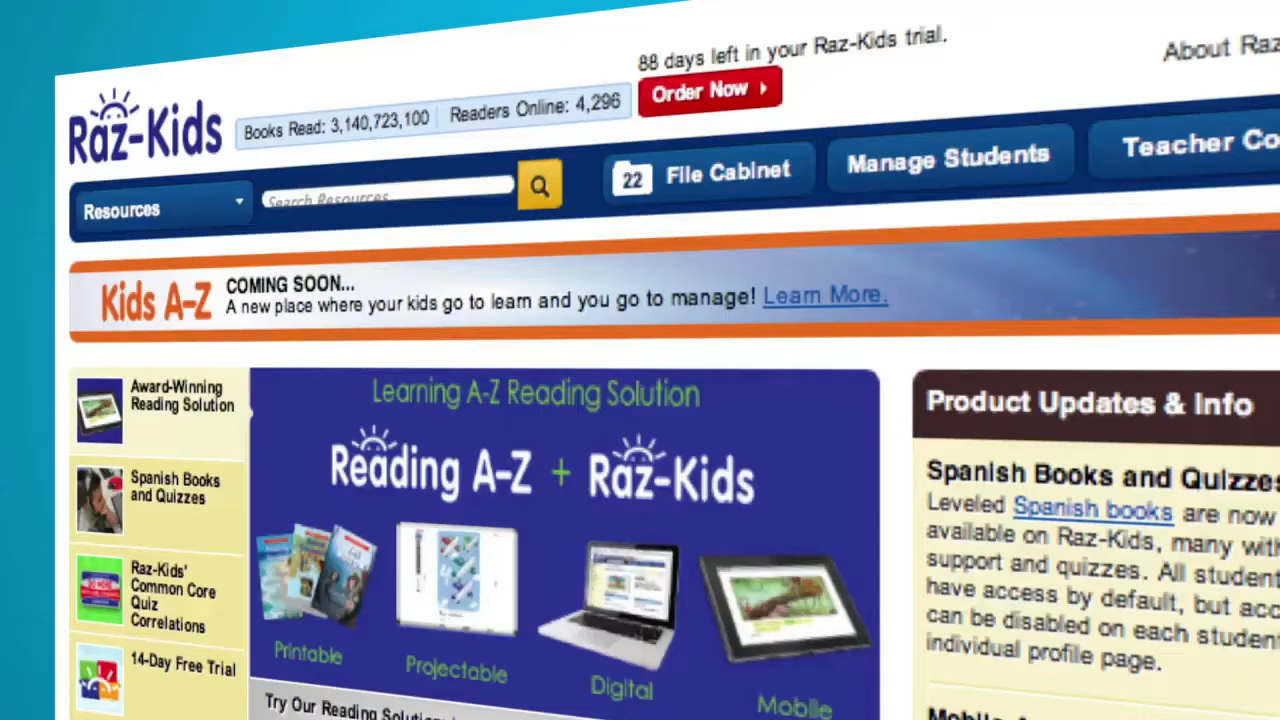 88 days left in your Raz-Kids trial.
About Raz
Raz-Kids
Books Read: 3,140,723,100
Readers Online: 4,296
Order Now
Resources
Search Resources
22
File Cabinet
Manage Students
Teacher Co
Kids A-Z
COMING SOON...
A new place where your kids go to learn and you go to manage! Learn More.
Award-Winning
Reading Solution
Spanish Books
and Quizzes
Raz-Kids'
Common Core
Quiz
Correlations
14-Day Free Trial
Learning A-Z Reading Solution
Reading A-Z + Raz-Kids
Printable
Projectable
Digital
Mobile
Try Our Reading Solution
Product Updates & Info
Spanish Books and Quizzes
Leveled Spanish books are now
available on Raz-Kids, many with
support and quizzes. All student
have access by default, but acc
can be disabled on each student
individual profile page.